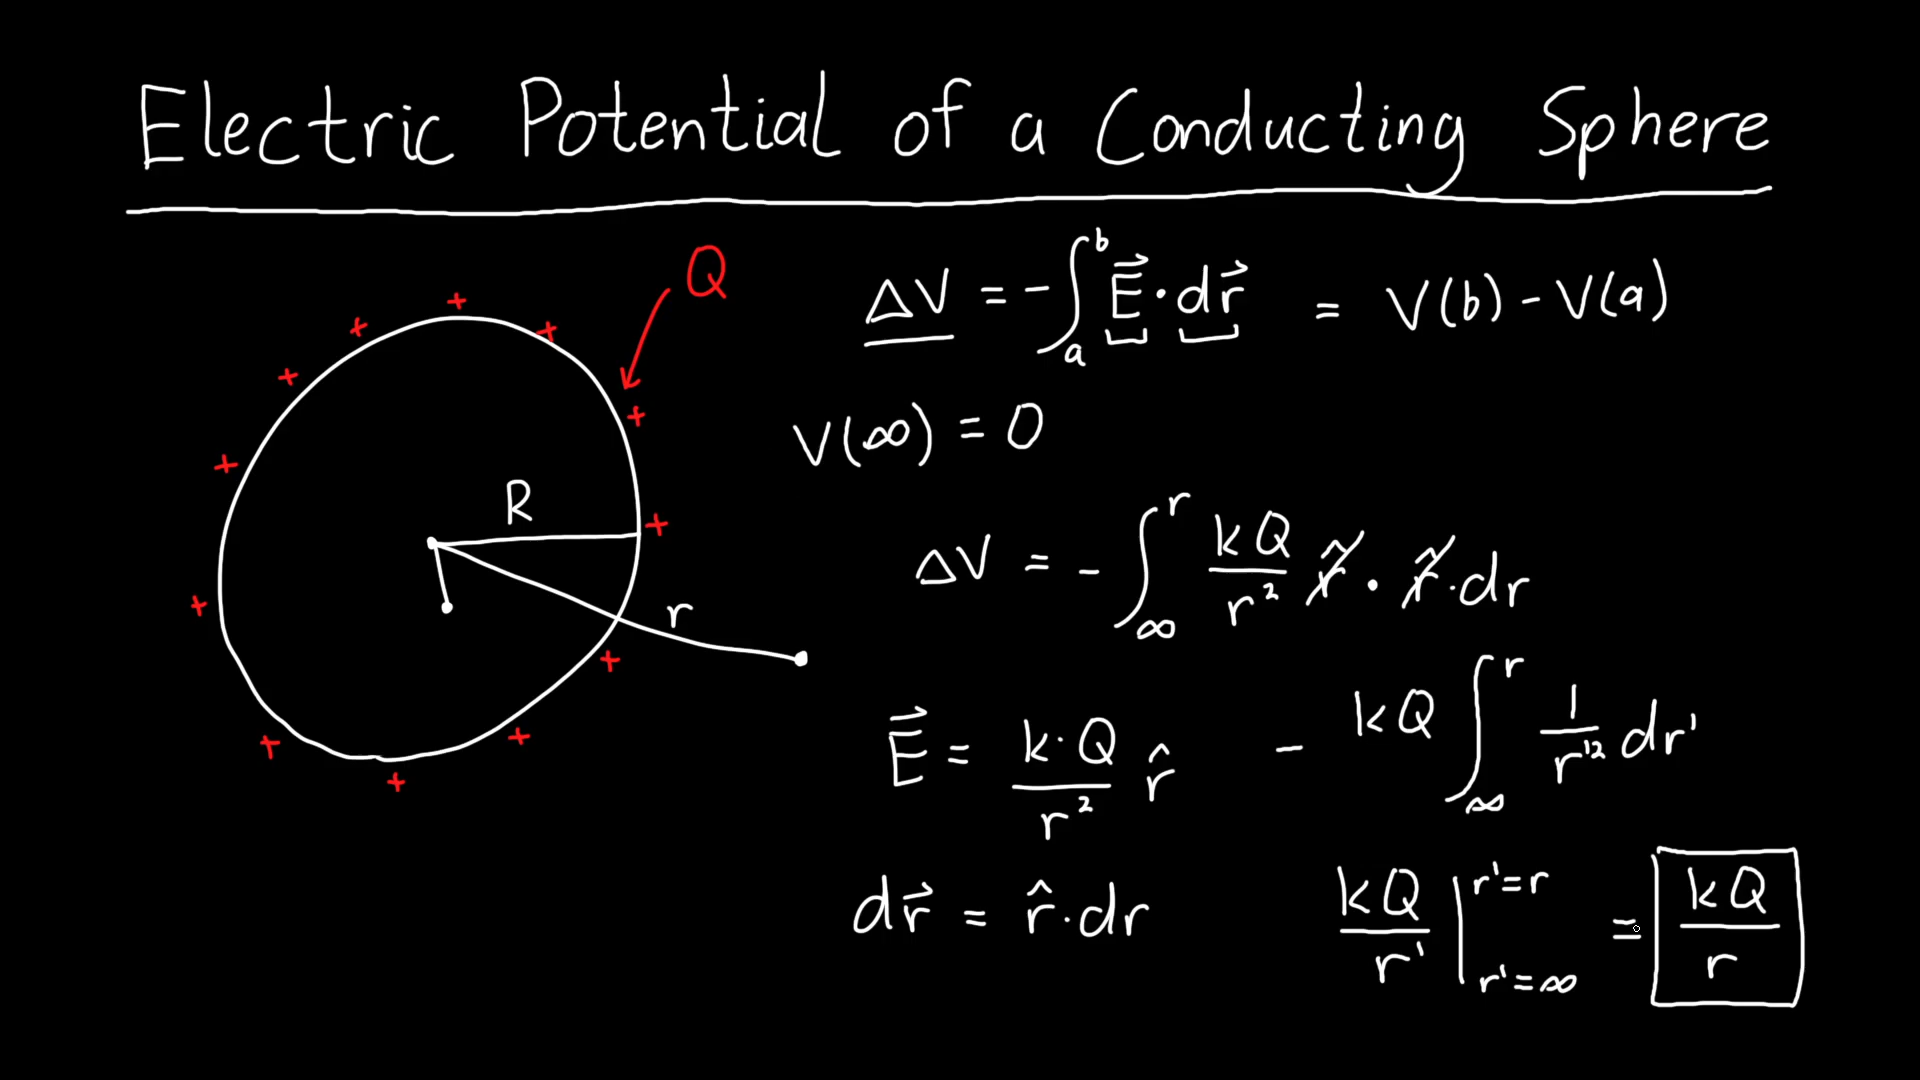 Electric Potential of a Conducting Sphere
Q
+ + + + + + + + + + + +
R
r
ΔV = -∫_a^b E⃗·dr⃗ = V(b) - V(a)
V(∞) = 0
ΔV = - ∫_∞^r kQ/r² r̂ · r̂ · dr
E⃗ = k·Q/r² r̂
- kQ ∫_∞^r 1/r'² dr'
dr⃗ = r̂·dr
kQ/r' |_{r'=∞}^{r'=r} = kQ/r